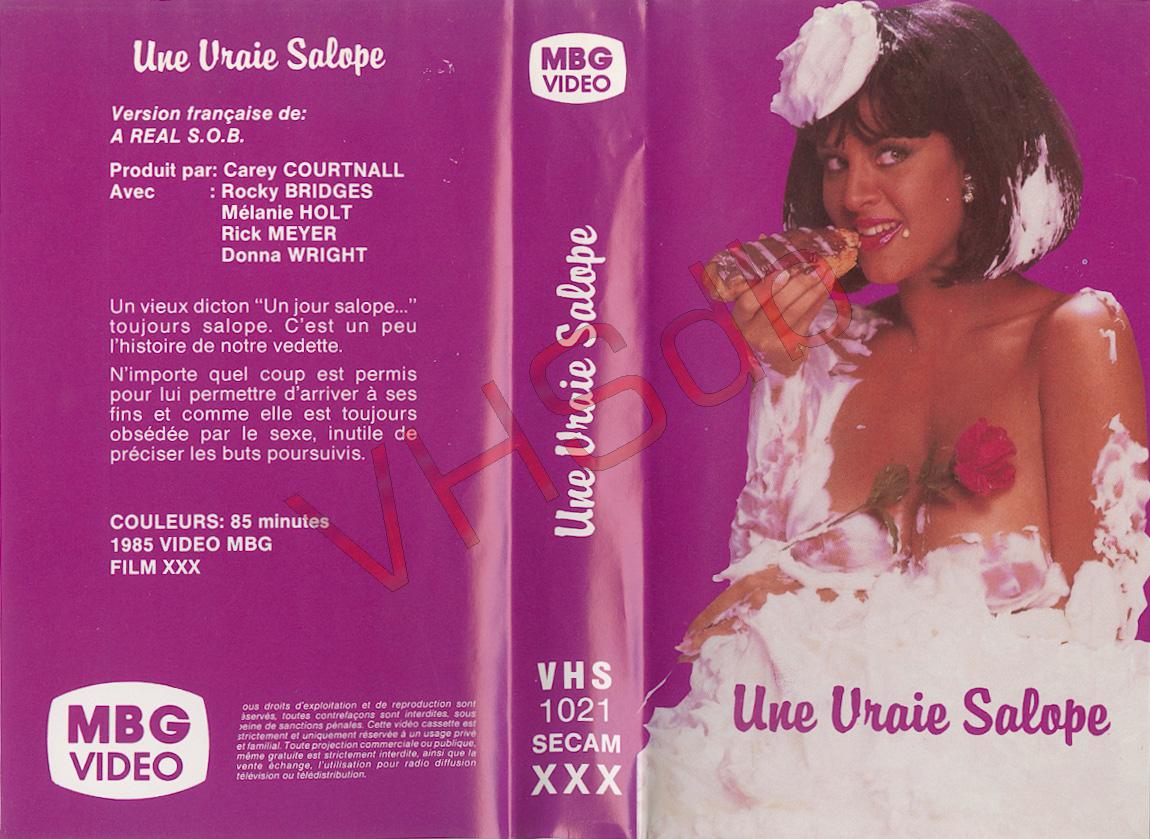 Une Vraie Salope
Version française de:
A REAL S.O.B.
Produit par: Carey COURTNALL
Avec : Rocky BRIDGES
Mélanie HOLT
Rick MEYER
Donna WRIGHT
Un vieux dicton “Un jour salope...”
toujours salope. C’est un peu
l’histoire de notre vedette.
N’importe quel coup est permis
pour lui permettre d’arriver à ses
fins et comme elle est toujours
obsédée par le sexe, inutile de
préciser les buts poursuivis.
COULEURS: 85 minutes
1985 VIDEO MBG
FILM XXX
MBG
VIDEO
ous droits d’exploitation et de reproduction sont
éservés, toutes contrefaçons sont interdites, sous
peine de sanctions pénales. Cette vidéo cassette est
strictement et uniquement réservée à un usage privé
et familial. Toute projection commerciale ou publique,
même gratuite est strictement interdite, ainsi que la
vente échange, l’utilisation pour radio diffusion
télévision ou télédistribution.
MBG
VIDEO
Une Vraie Salope
VHS
1021
SECAM
XXX
Une Vraie Salope
VHSdb